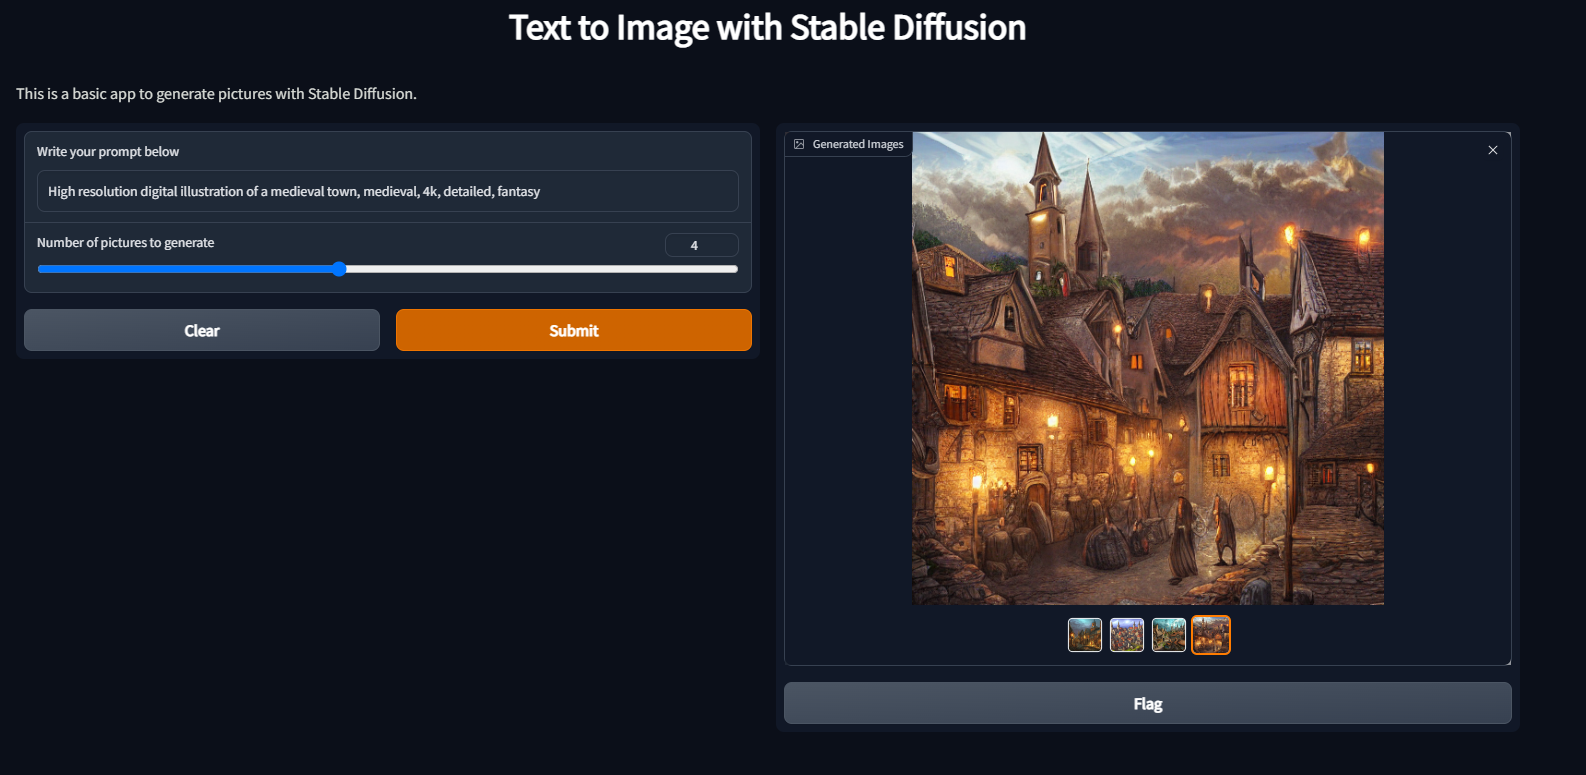 Text to Image with Stable Diffusion
This is a basic app to generate pictures with Stable Diffusion.
Write your prompt below
High resolution digital illustration of a medieval town, medieval, 4k, detailed, fantasy
Number of pictures to generate
4
Clear
Submit
Generated Images
Flag